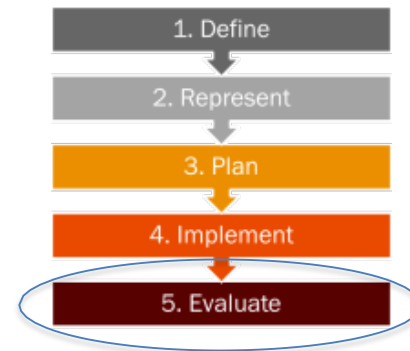 1. Define
2. Represent
3. Plan
4. Implement
5. Evaluate